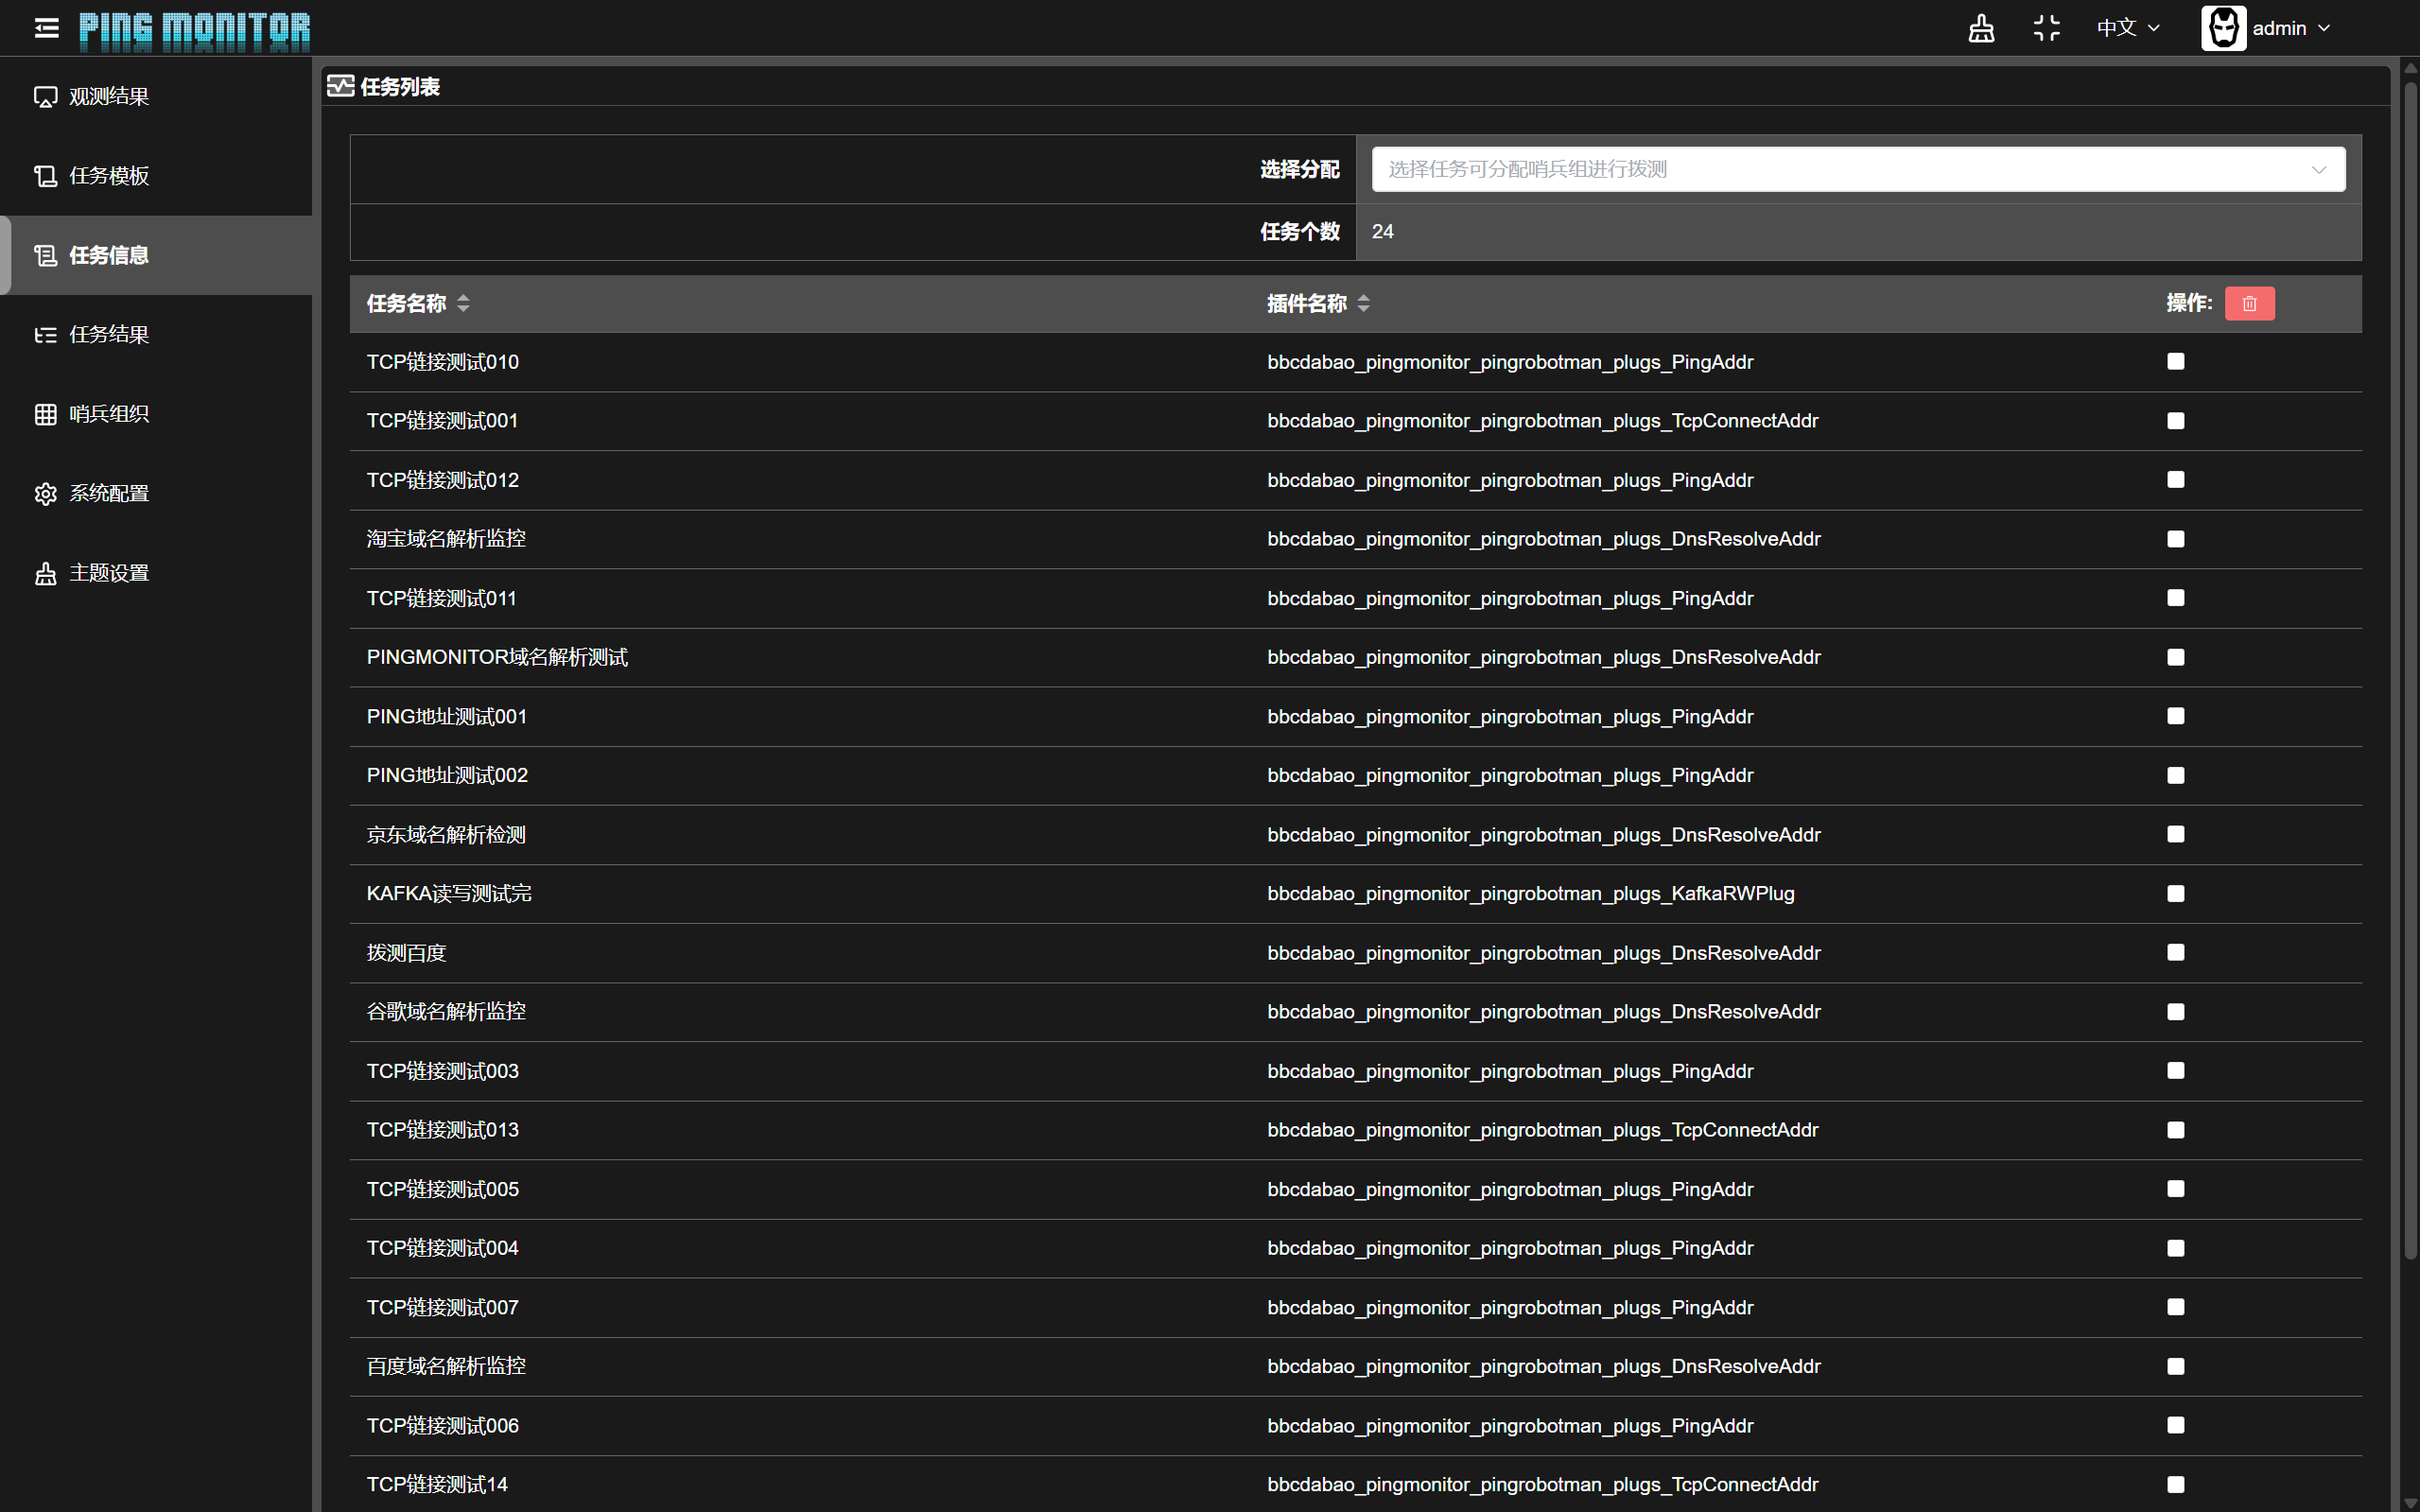 PING MONITOR
中文
admin
观测结果
任务模板
任务信息
任务结果
哨兵组织
系统配置
主题设置
任务列表
选择分配 选择任务可分配哨兵组进行拨测
任务个数 24
任务名称 插件名称 操作:
TCP链接测试010 bbcdabao_pingmonitor_pingrobotman_plugs_PingAddr
TCP链接测试001 bbcdabao_pingmonitor_pingrobotman_plugs_TcpConnectAddr
TCP链接测试012 bbcdabao_pingmonitor_pingrobotman_plugs_PingAddr
淘宝域名解析监控 bbcdabao_pingmonitor_pingrobotman_plugs_DnsResolveAddr
TCP链接测试011 bbcdabao_pingmonitor_pingrobotman_plugs_PingAddr
PINGMONITOR域名解析测试 bbcdabao_pingmonitor_pingrobotman_plugs_DnsResolveAddr
PING地址测试001 bbcdabao_pingmonitor_pingrobotman_plugs_PingAddr
PING地址测试002 bbcdabao_pingmonitor_pingrobotman_plugs_PingAddr
京东域名解析检测 bbcdabao_pingmonitor_pingrobotman_plugs_DnsResolveAddr
KAFKA读写测试完 bbcdabao_pingmonitor_pingrobotman_plugs_KafkaRWPlug
拨测百度 bbcdabao_pingmonitor_pingrobotman_plugs_DnsResolveAddr
谷歌域名解析监控 bbcdabao_pingmonitor_pingrobotman_plugs_DnsResolveAddr
TCP链接测试003 bbcdabao_pingmonitor_pingrobotman_plugs_PingAddr
TCP链接测试013 bbcdabao_pingmonitor_pingrobotman_plugs_TcpConnectAddr
TCP链接测试005 bbcdabao_pingmonitor_pingrobotman_plugs_PingAddr
TCP链接测试004 bbcdabao_pingmonitor_pingrobotman_plugs_PingAddr
TCP链接测试007 bbcdabao_pingmonitor_pingrobotman_plugs_PingAddr
百度域名解析监控 bbcdabao_pingmonitor_pingrobotman_plugs_DnsResolveAddr
TCP链接测试006 bbcdabao_pingmonitor_pingrobotman_plugs_PingAddr
TCP链接测试14 bbcdabao_pingmonitor_pingrobotman_plugs_TcpConnectAddr